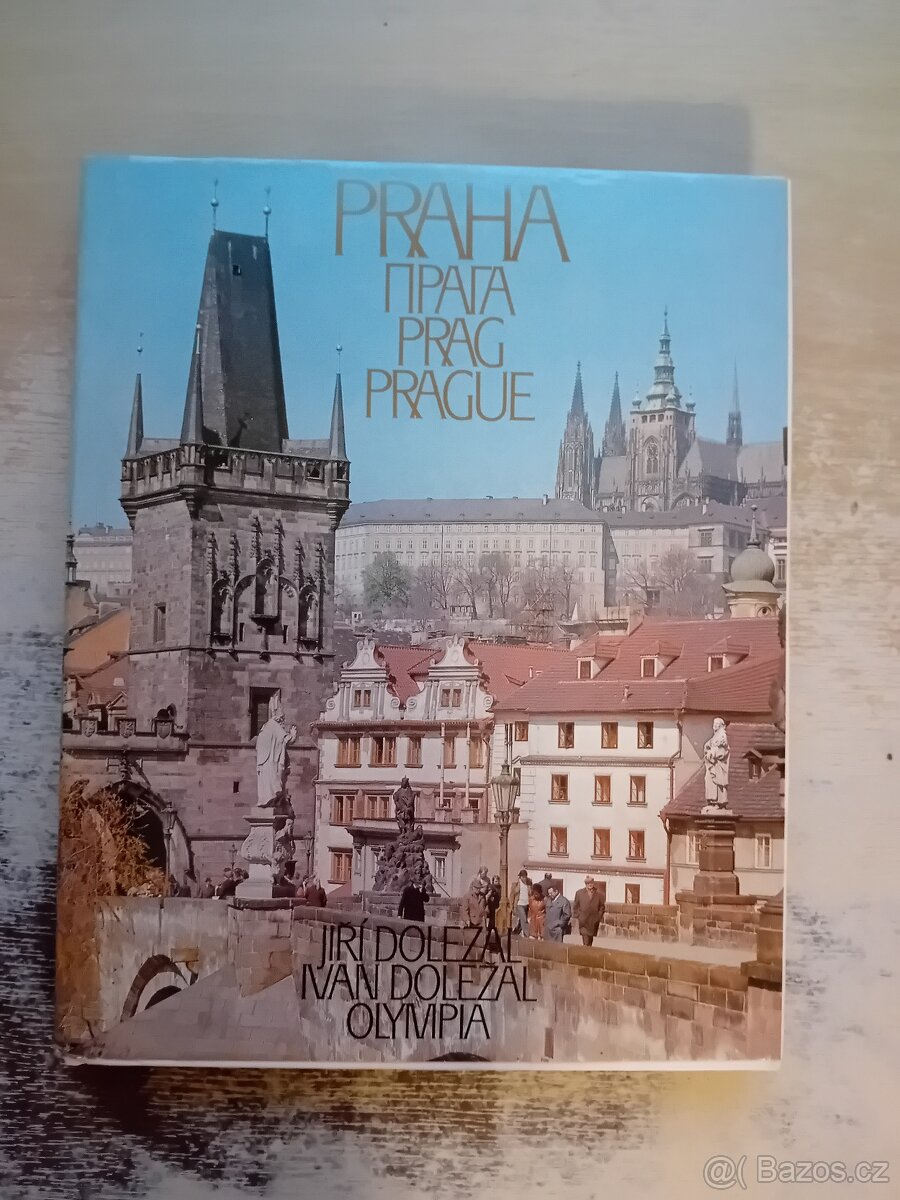 PRAHA
ПРАГА
PRAG
PRAGUE
JIŘÍ DOLEŽAL
IVAN DOLEŽAL
OLYMPIA
@( Bazos.cz